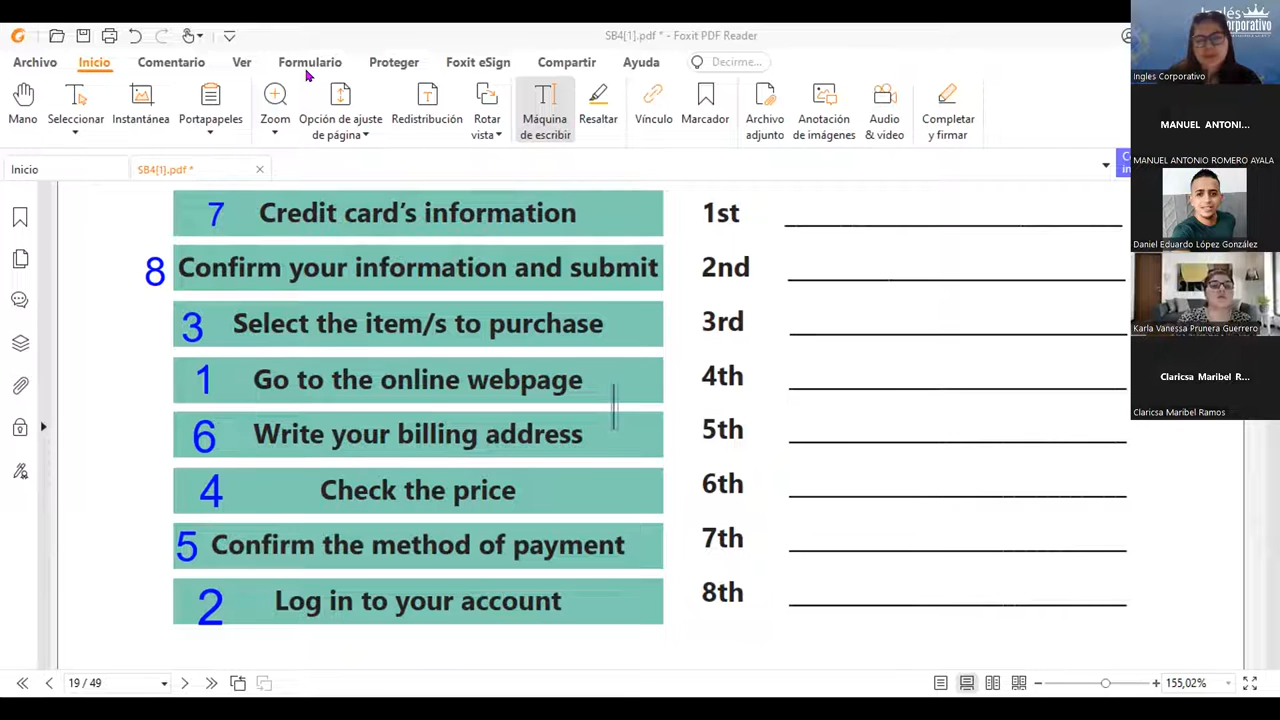 SB4[1].pdf * - Foxit PDF Reader
Archivo Inicio Comentario Ver Formulario Proteger Foxit eSign Compartir Ayuda Decirme...
Mano Seleccionar Instantánea Portapapeles Zoom Opción de ajuste de página Redistribución Rotar vista Máquina de escribir Resaltar Vínculo Marcador Archivo adjunto Anotación de imágenes Audio & vídeo Completar y firmar
Inicio SB4[1].pdf *
7 Credit card's information 1st
8 Confirm your information and submit 2nd
3 Select the item/s to purchase 3rd
1 Go to the online webpage 4th
6 Write your billing address 5th
4 Check the price 6th
5 Confirm the method of payment 7th
2 Log in to your account 8th
19 / 49
155,02%
Inglés
Corporativo
Ingles Corporativo
MANUEL ANTONI...
MANUEL ANTONIO ROMERO AYALA
Daniel Eduardo López González
Karla Vanessa Prunera Guerrero
Claricsa Maribel R...
Claricsa Maribel Ramos